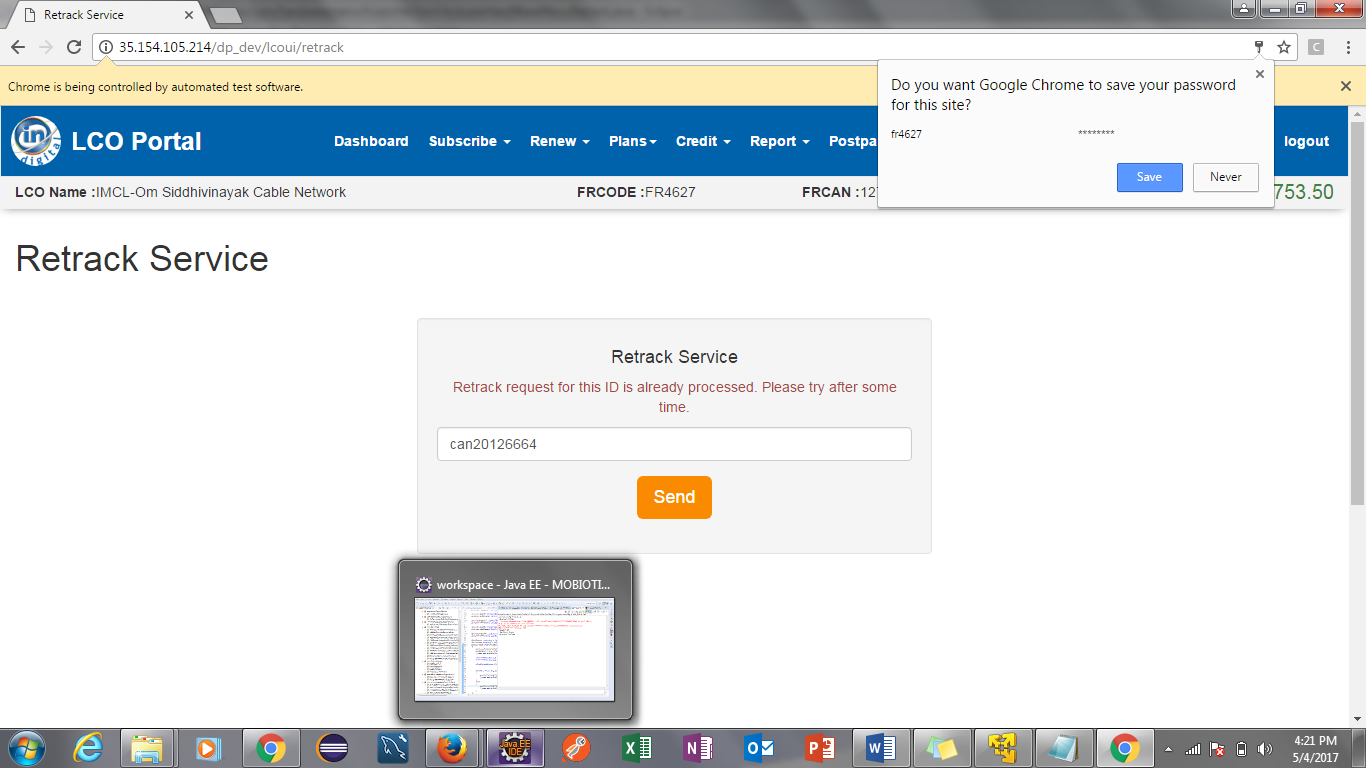 Retrack Service
35.154.105.214/dp_dev/lcoui/retrack
Chrome is being controlled by automated test software.
Do you want Google Chrome to save your password
for this site?
fr4627 ********
Save Never
in
digital
LCO Portal Dashboard Subscribe Renew Plans Credit Report Postpa logout
LCO Name :IMCL-Om Siddhivinayak Cable Network FRCODE :FR4627 FRCAN :12 753.50
Retrack Service
Retrack Service
Retrack request for this ID is already processed. Please try after some
time.
can20126664
Send
workspace - Java EE - MOBIOTI...
Java EE
IDE
4:21 PM
5/4/2017